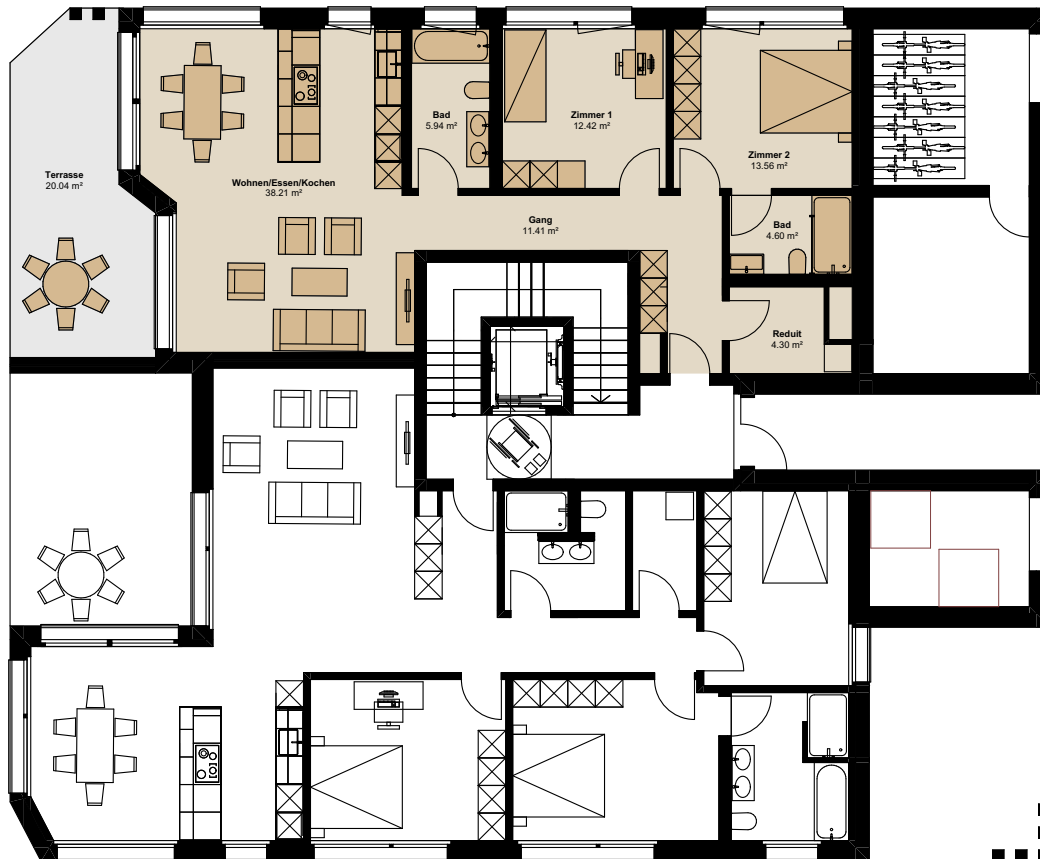 Bad
5.94 m²
Zimmer 1
12.42 m²
Zimmer 2
13.56 m²
Terrasse
20.04 m²
Wohnen/Essen/Kochen
38.21 m²
Gang
11.41 m²
Bad
4.60 m²
Reduit
4.30 m²